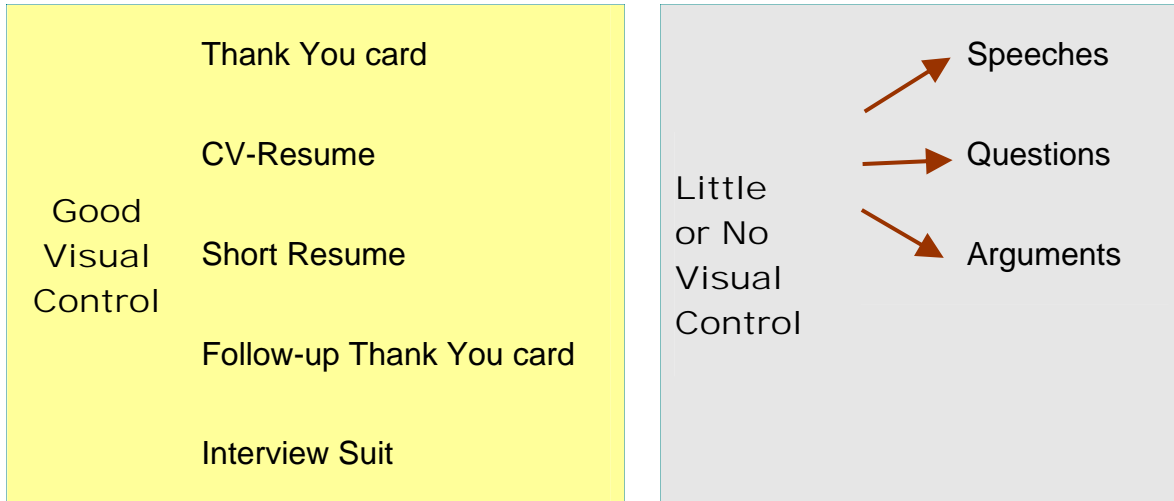 Good
Visual
Control
Thank You card
CV-Resume
Short Resume
Follow-up Thank You card
Interview Suit
Little
or No
Visual
Control
Speeches
Questions
Arguments